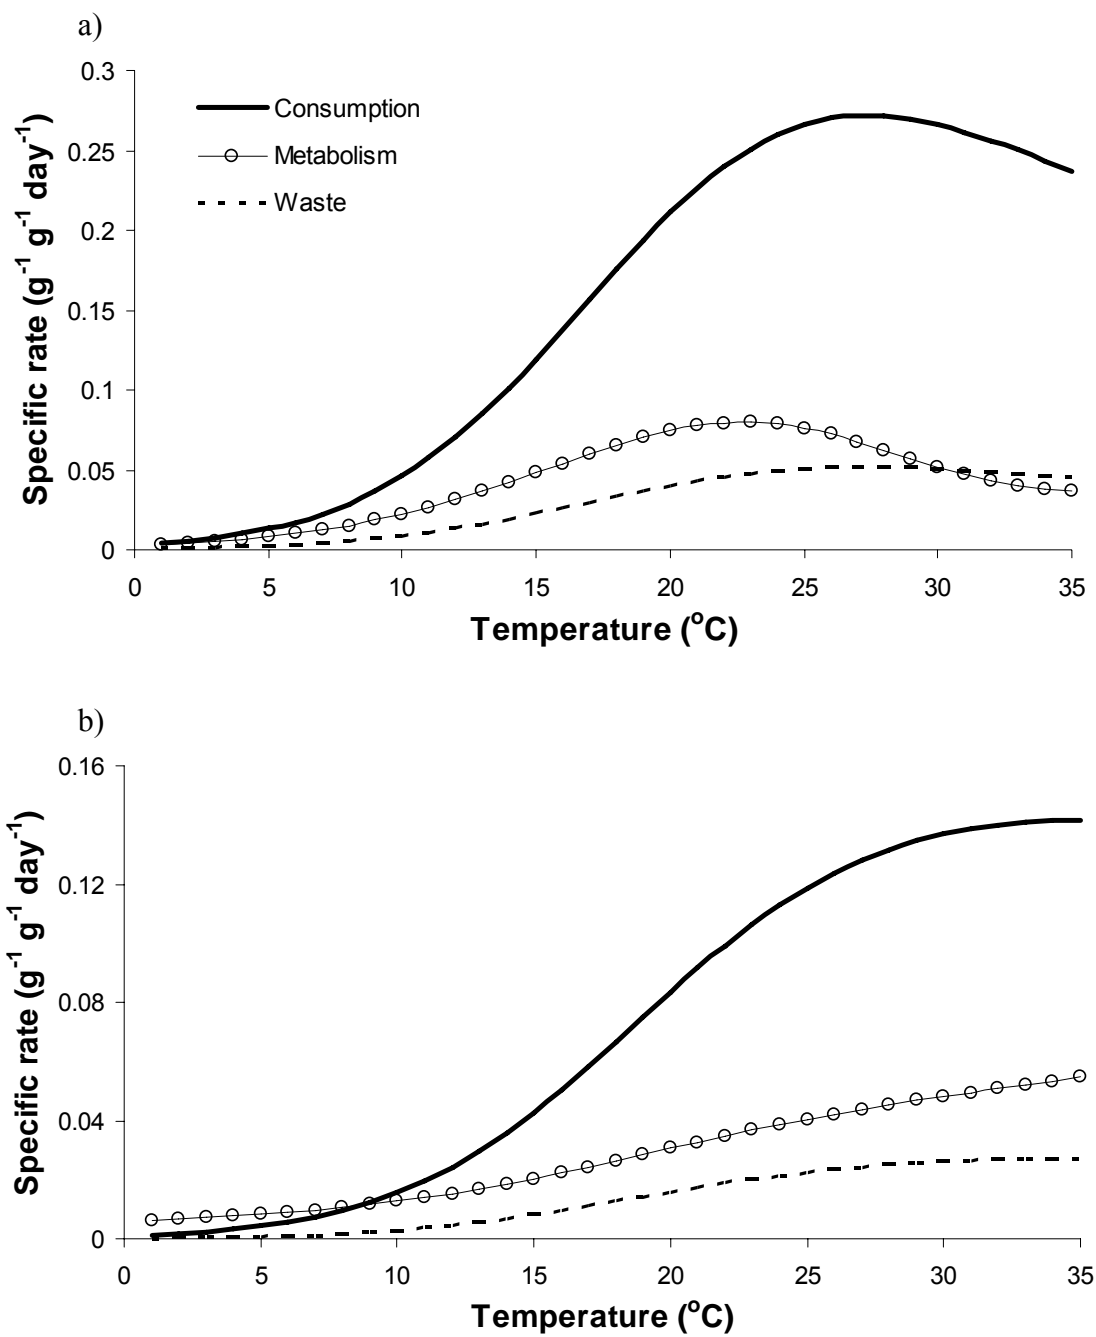 a)
0.3
Consumption
0.25
Metabolism
Waste
0.2
0.15
0.1
0.05
0
Specific rate (g⁻¹ g⁻¹ day⁻¹)
0 5 10 15 20 25 30 35
Temperature (°C)
b)
0.16
0.12
0.08
0.04
0
Specific rate (g⁻¹ g⁻¹ day⁻¹)
0 5 10 15 20 25 30 35
Temperature (°C)